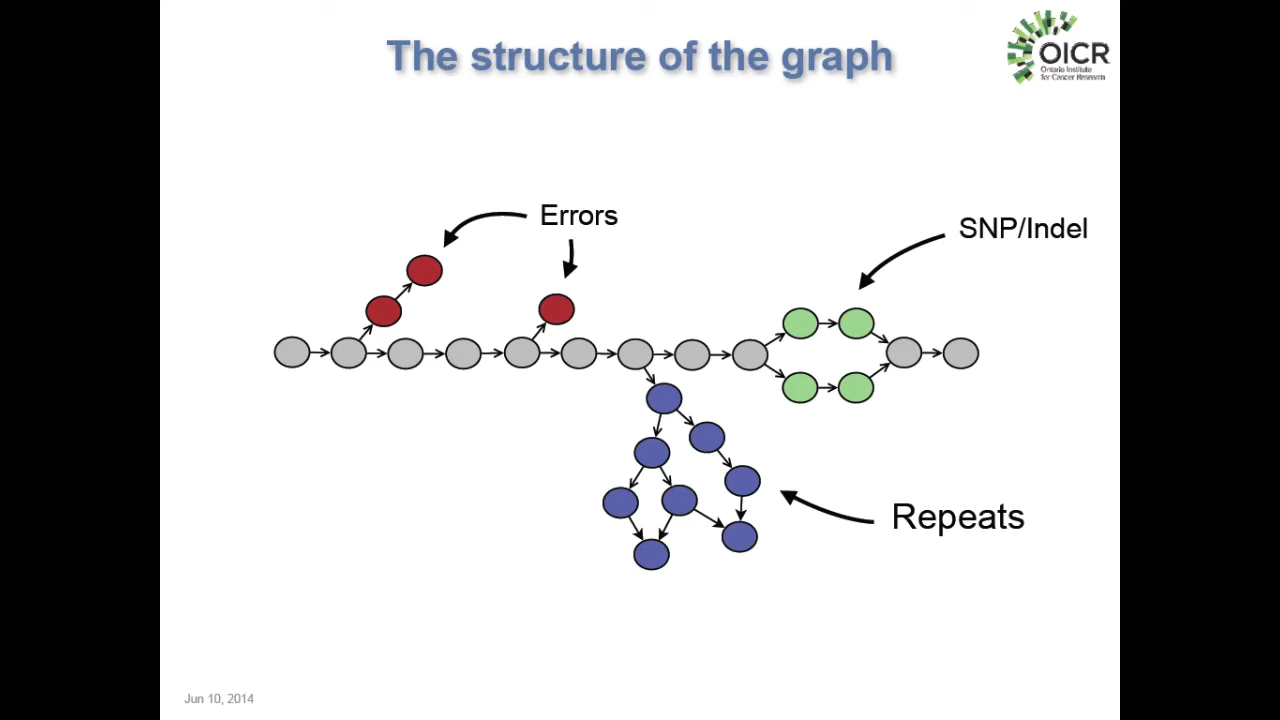 The structure of the graph
OICR
Ontario Institute
for Cancer Research
Errors
SNP/Indel
Repeats
Jun 10, 2014